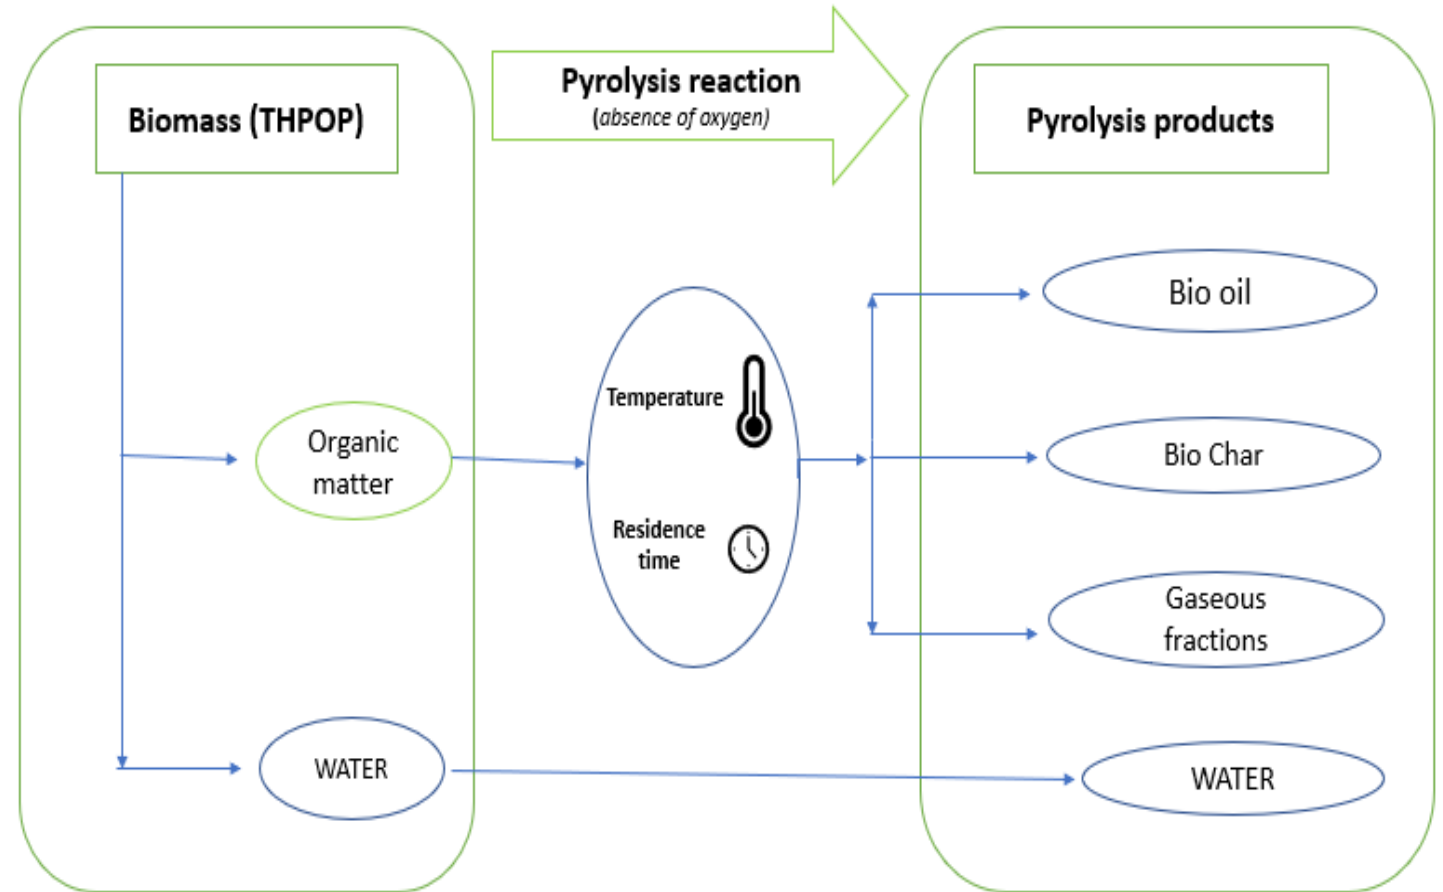 Biomass (THPOP)
Pyrolysis reaction
(absence of oxygen)
Pyrolysis products
Organic
matter
WATER
Temperature
Residence
time
Bio oil
Bio Char
Gaseous
fractions
WATER